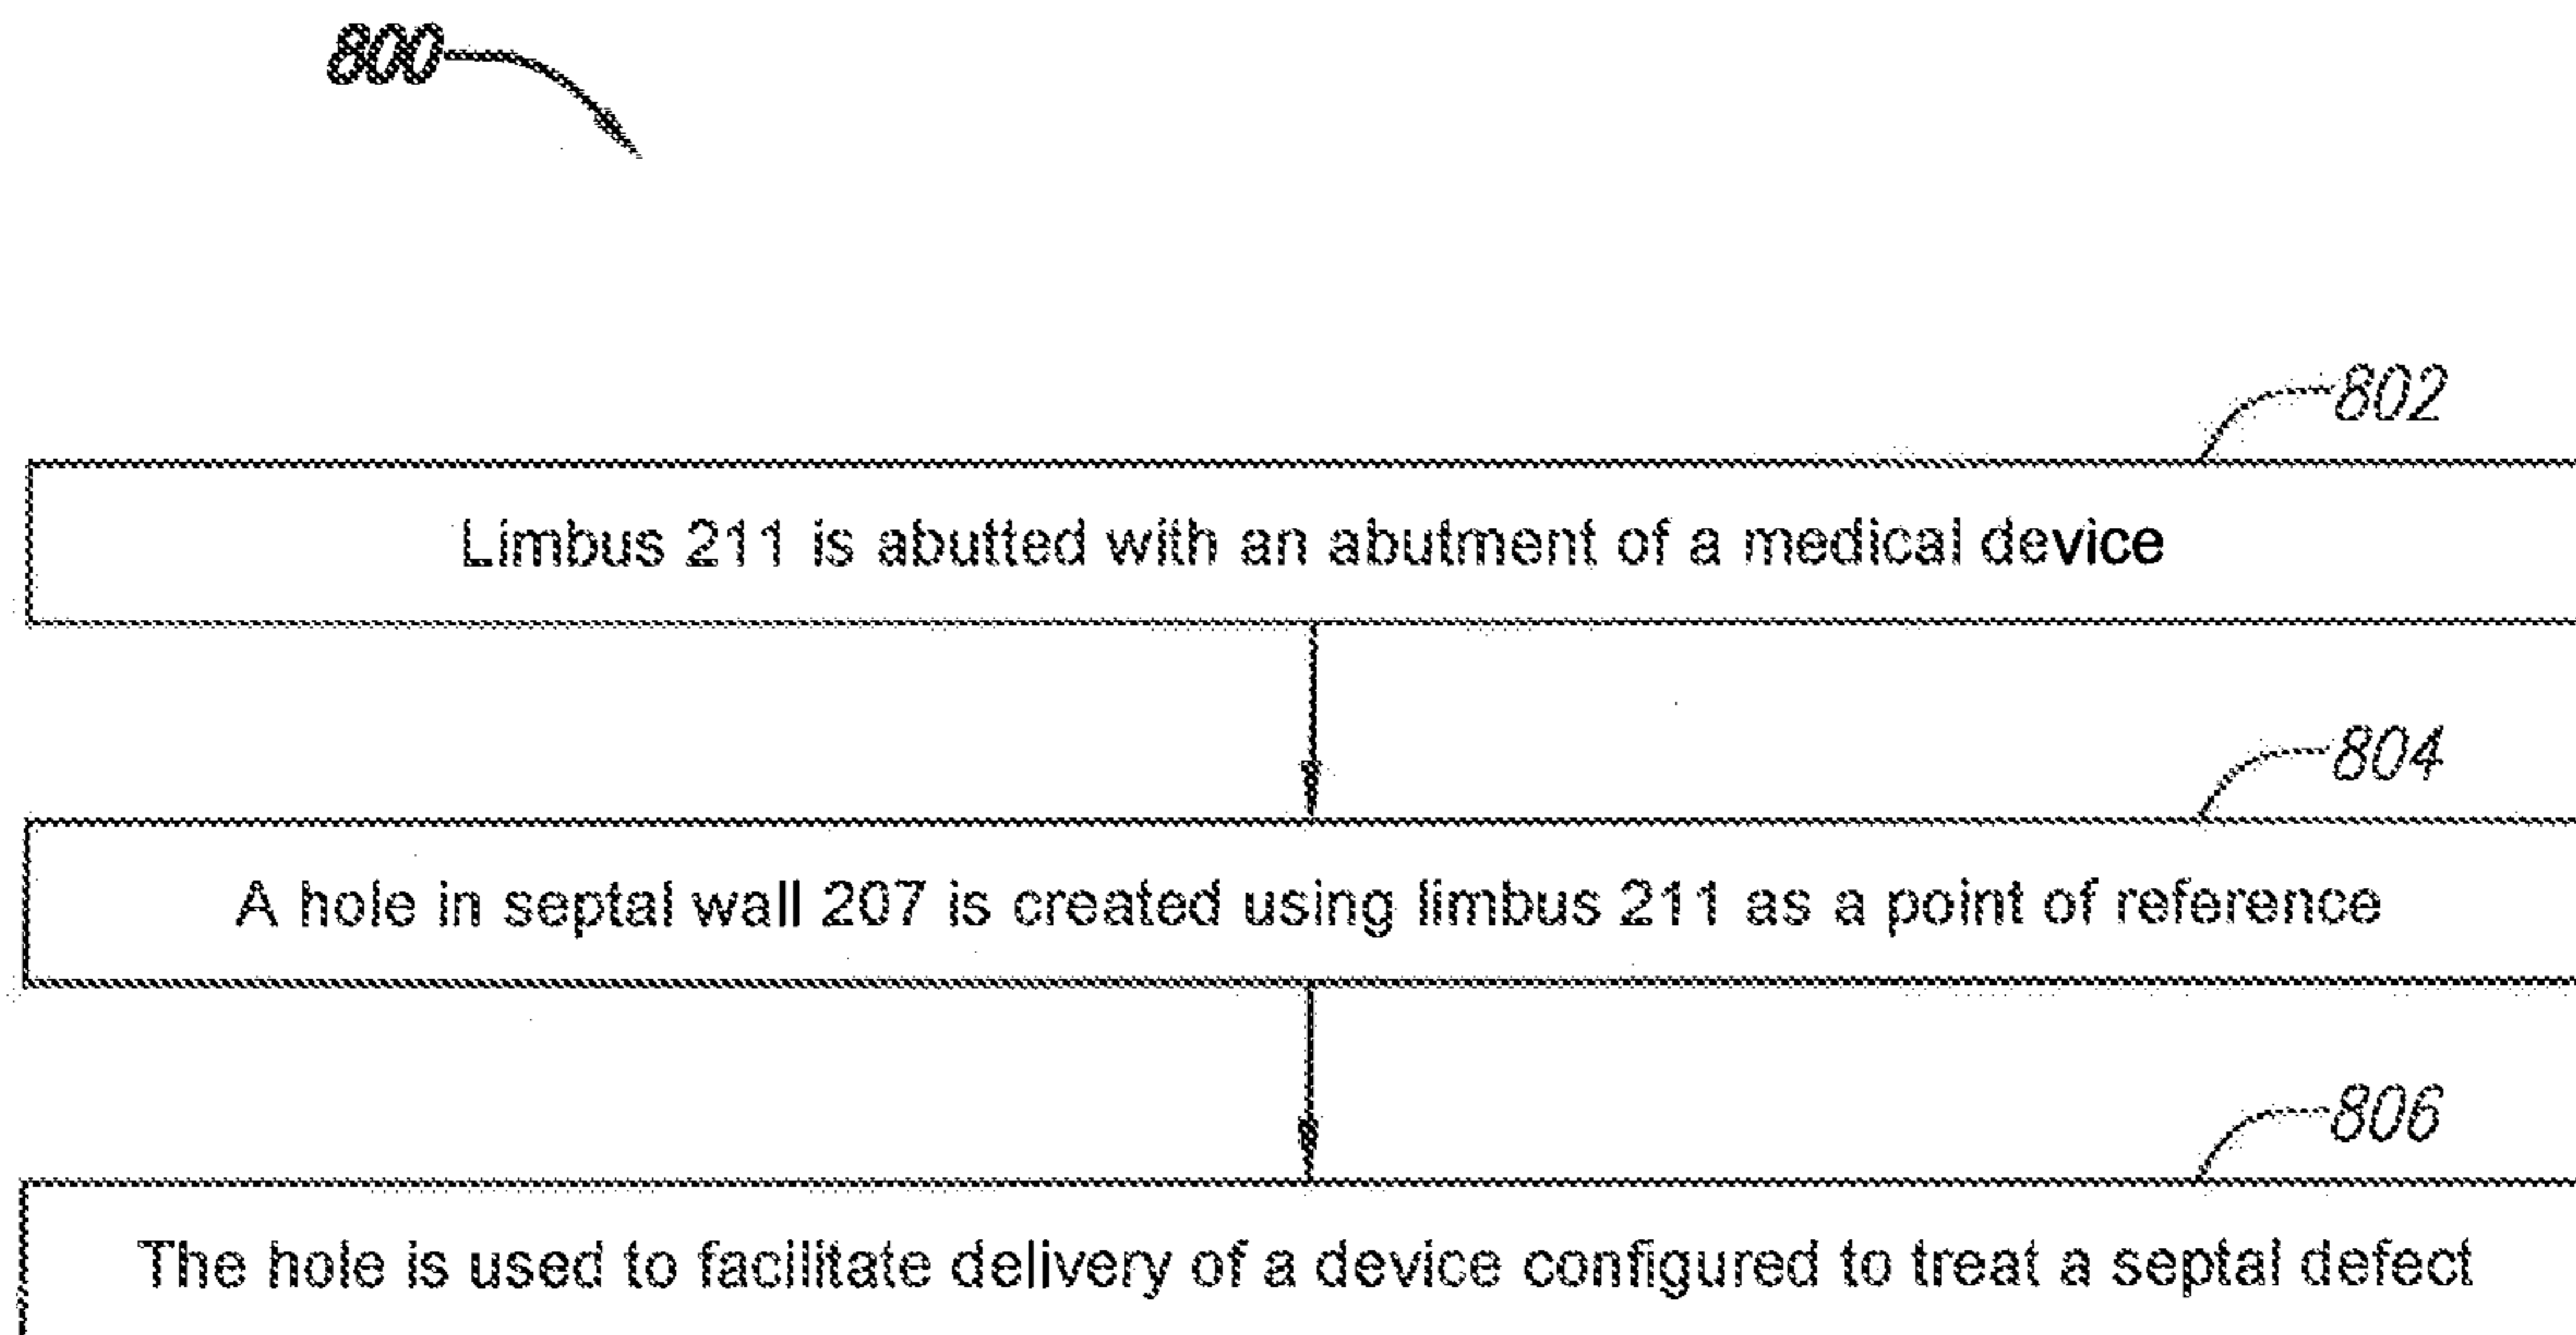 800
802
Limbus 211 is abutted with an abutment of a medical device
804
A hole in septal wall 207 is created using limbus 211 as a point of reference
806
The hole is used to facilitate delivery of a device configured to treat a septal defect